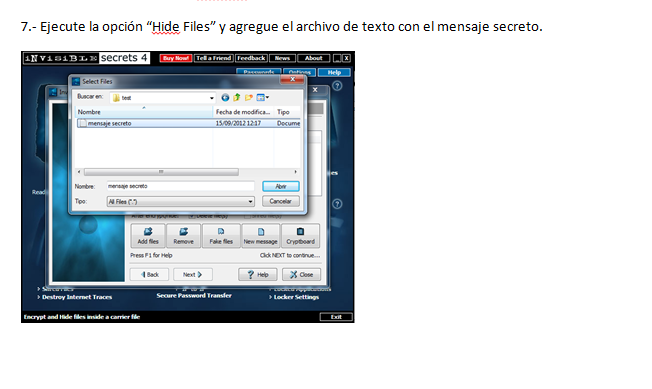 7.- Ejecute la opción “Hide Files” y agregue el archivo de texto con el mensaje secreto.
iNViSiBLE secrets 4 Buy Now! Tell a Friend Feedback News About X
Passwords Options Help
Select Files
Buscar en: test
Nombre Fecha de modifica... Tipo
mensaje secreto 15/09/2012 12:17 Docume
Nombre: mensaje secreto Abrir
Tipo: All Files (*.*) Cancelar
Read
Add files Remove Fake files New message Cryptboard
Press F1 for Help Click NEXT to continue...
Back Next Help Close
Destroy Internet Traces Secure Password Transfer Locker Settings
Encrypt and Hide files inside a carrier file Exit